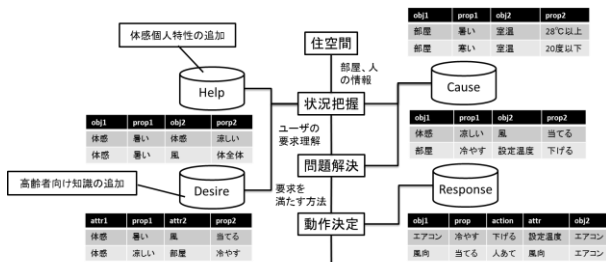 体感個人特性の追加
住空間
obj1 prop1 obj2 prop2
部屋 暑い 室温 28℃以上
部屋 寒い 室温 20度以下
部屋、人
の情報
Help
状況把握
Cause
obj1 prop1 obj2 porp2
体感 暑い 体感 涼しい
体感 暑い 風 体全体
ユーザの
要求理解
obj1 prop1 obj2 prop2
体感 涼しい 風 当てる
部屋 冷やす 設定温度 下げる
問題解決
高齢者向け知識の追加
Desire
要求を
満たす方法
Response
動作決定
attr1 prop1 attr2 prop2
体感 暑い 風 当てる
体感 涼しい 部屋 冷やす
obj1 prop action attr obj2
エアコン 冷やす 下げる 設定温度 エアコン
風向 当てる 人あて 風向 エアコン